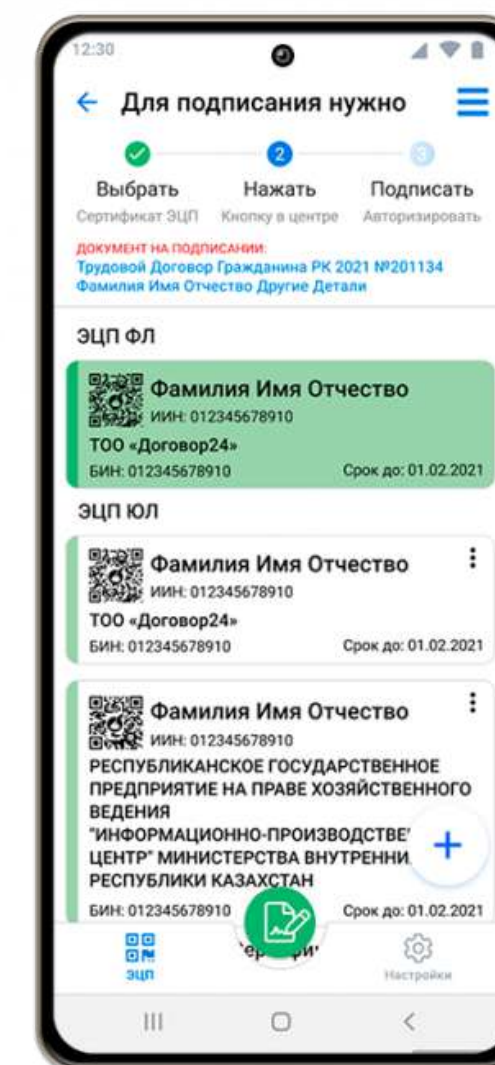 12:30
Для подписания нужно
2
3
Выбрать Нажать Подписать
Сертификат ЭЦП Кнопку в центре Авторизировать
ДОКУМЕНТ НА ПОДПИСАНИИ:
Трудовой Договор Гражданина РК 2021 №201134
Фамилия Имя Отчество Другие Детали
ЭЦП ФЛ
Фамилия Имя Отчество
ИИН: 012345678910
ТОО «Договор24»
БИН: 012345678910 Срок до: 01.02.2021
ЭЦП ЮЛ
Фамилия Имя Отчество
ИИН: 012345678910
ТОО «Договор24»
БИН: 012345678910 Срок до: 01.02.2021
Фамилия Имя Отчество
ИИН: 012345678910
РЕСПУБЛИКАНСКОЕ ГОСУДАРСТВЕННОЕ
ПРЕДПРИЯТИЕ НА ПРАВЕ ХОЗЯЙСТВЕННОГО
ВЕДЕНИЯ
"ИНФОРМАЦИОННО-ПРОИЗВОДСТВЕ
ЦЕНТР" МИНИСТЕРСТВА ВНУТРЕННИ
РЕСПУБЛИКИ КАЗАХСТАН
БИН: 012345678910 Срок до: 01.02.2021
ЭЦП Настройки